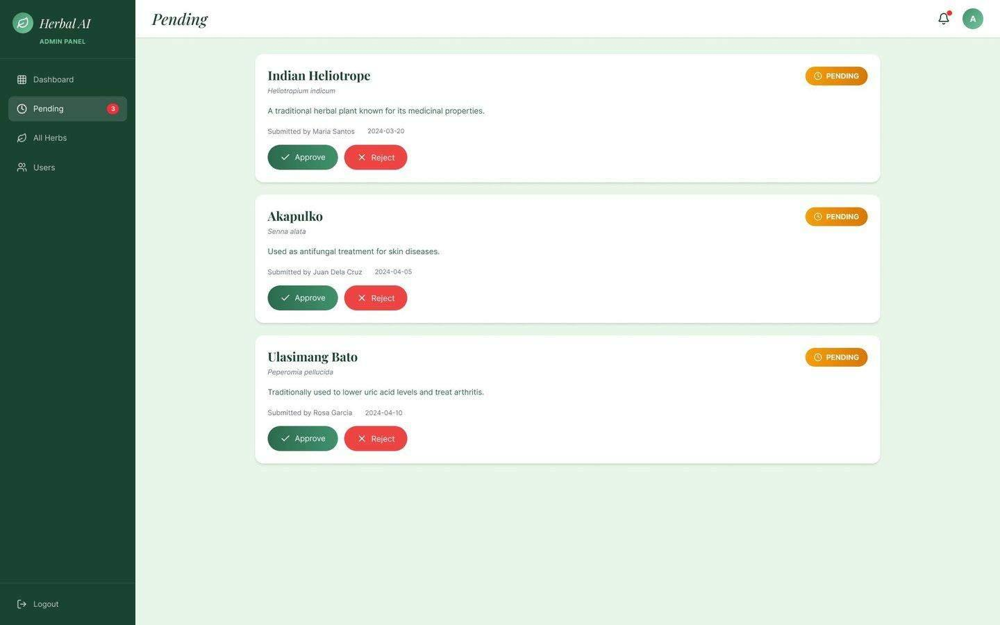 Herbal AI
ADMIN PANEL
Dashboard
Pending 3
All Herbs
Users
Logout
Pending
A
Indian Heliotrope
PENDING
Heliotropium indicum
A traditional herbal plant known for its medicinal properties.
Submitted by Maria Santos 2024-03-20
Approve Reject
Akapulko
PENDING
Senna alata
Used as antifungal treatment for skin diseases.
Submitted by Juan Dela Cruz 2024-04-05
Approve Reject
Ulasimang Bato
PENDING
Peperomia pellucida
Traditionally used to lower uric acid levels and treat arthritis.
Submitted by Rosa Garcia 2024-04-10
Approve Reject